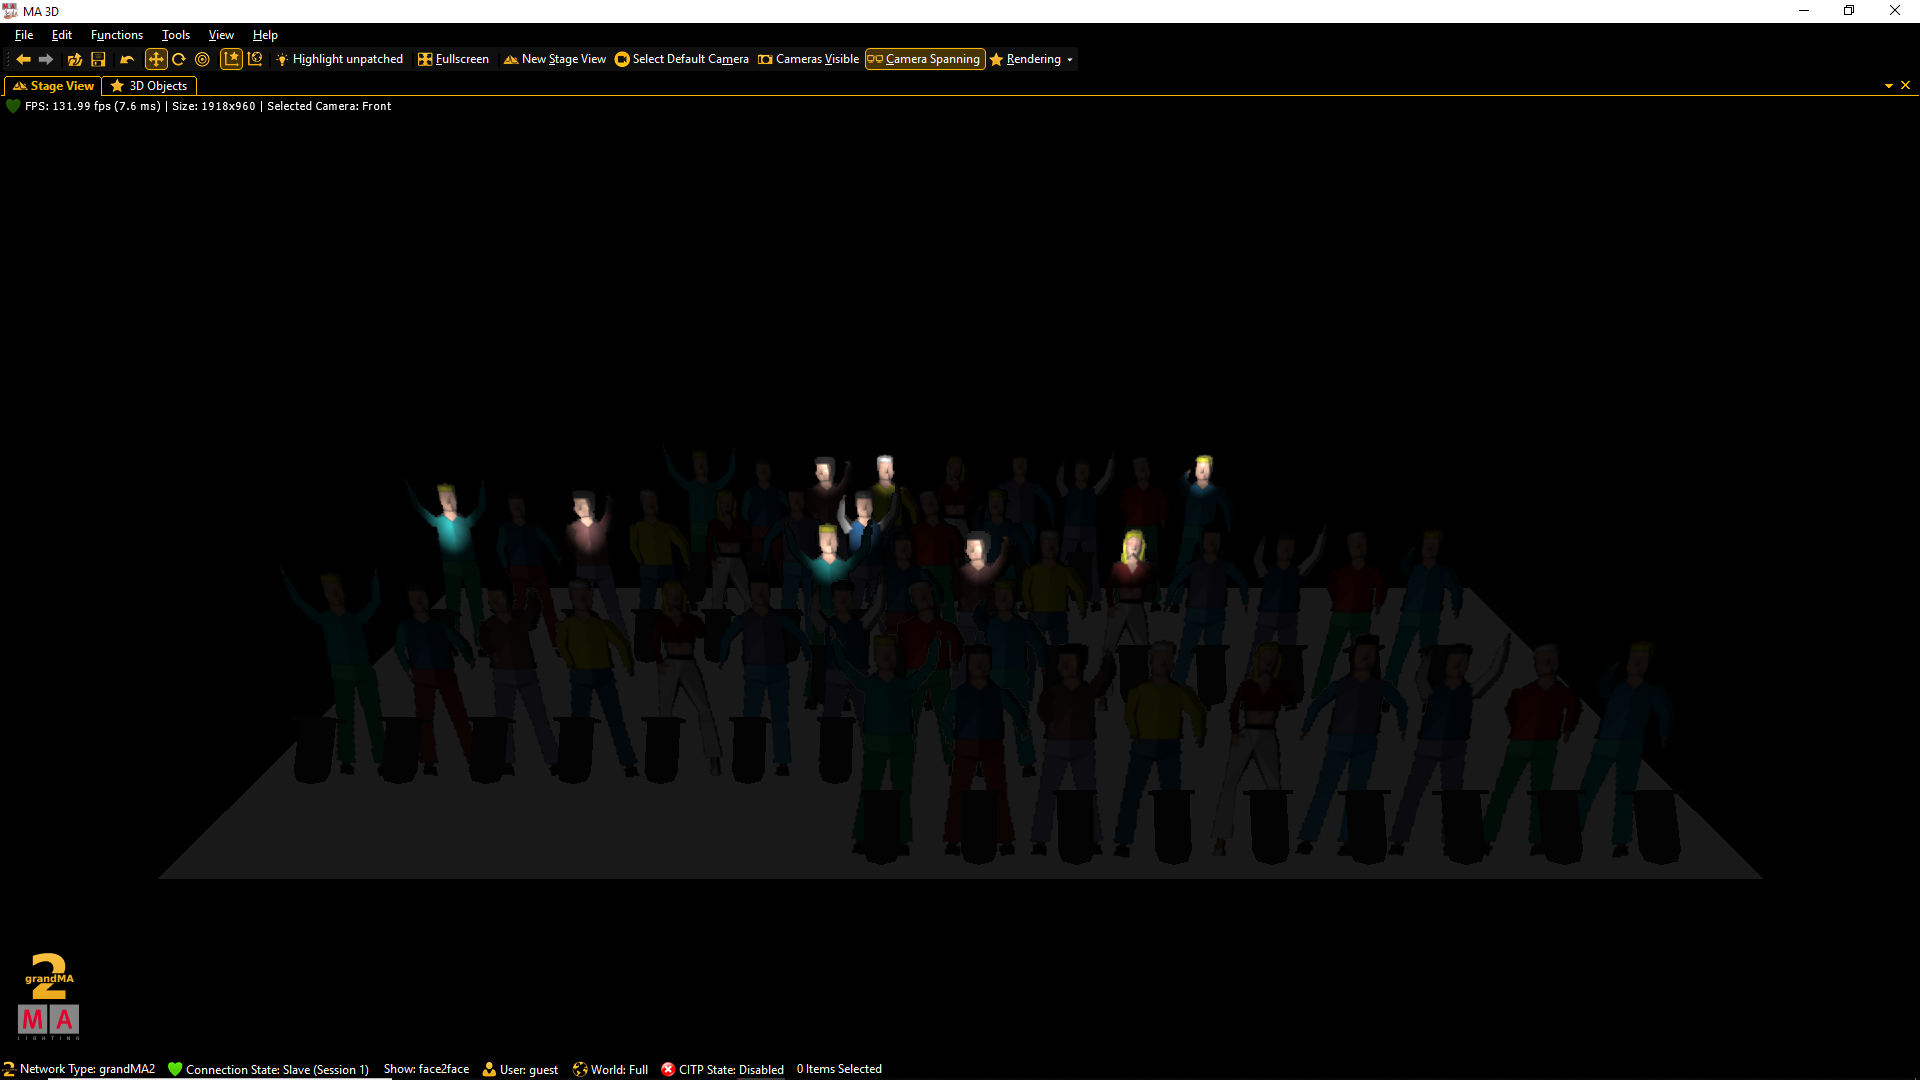 MA 3D
File Edit Functions Tools View Help
Highlight unpatched Fullscreen New Stage View Select Default Camera Cameras Visible Camera Spanning Rendering
Stage View 3D Objects
FPS: 131.99 fps (7.6 ms) | Size: 1918x960 | Selected Camera: Front
2
grandMA
MA
LIGHTING
2 Network Type: grandMA2 Connection State: Slave (Session 1) Show: face2face User: guest World: Full CITP State: Disabled 0 Items Selected